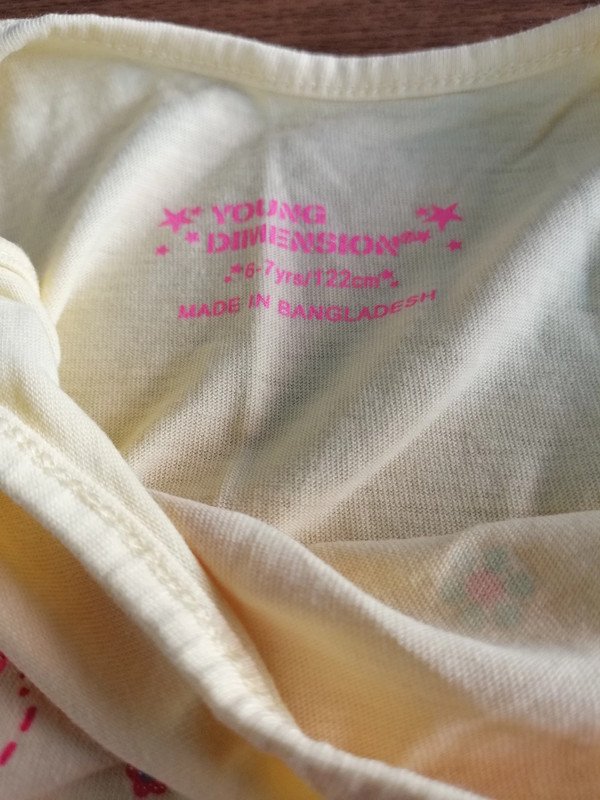 YOUNG
DIMENSION
6-7yrs/122cm
MADE IN BANGLADESH